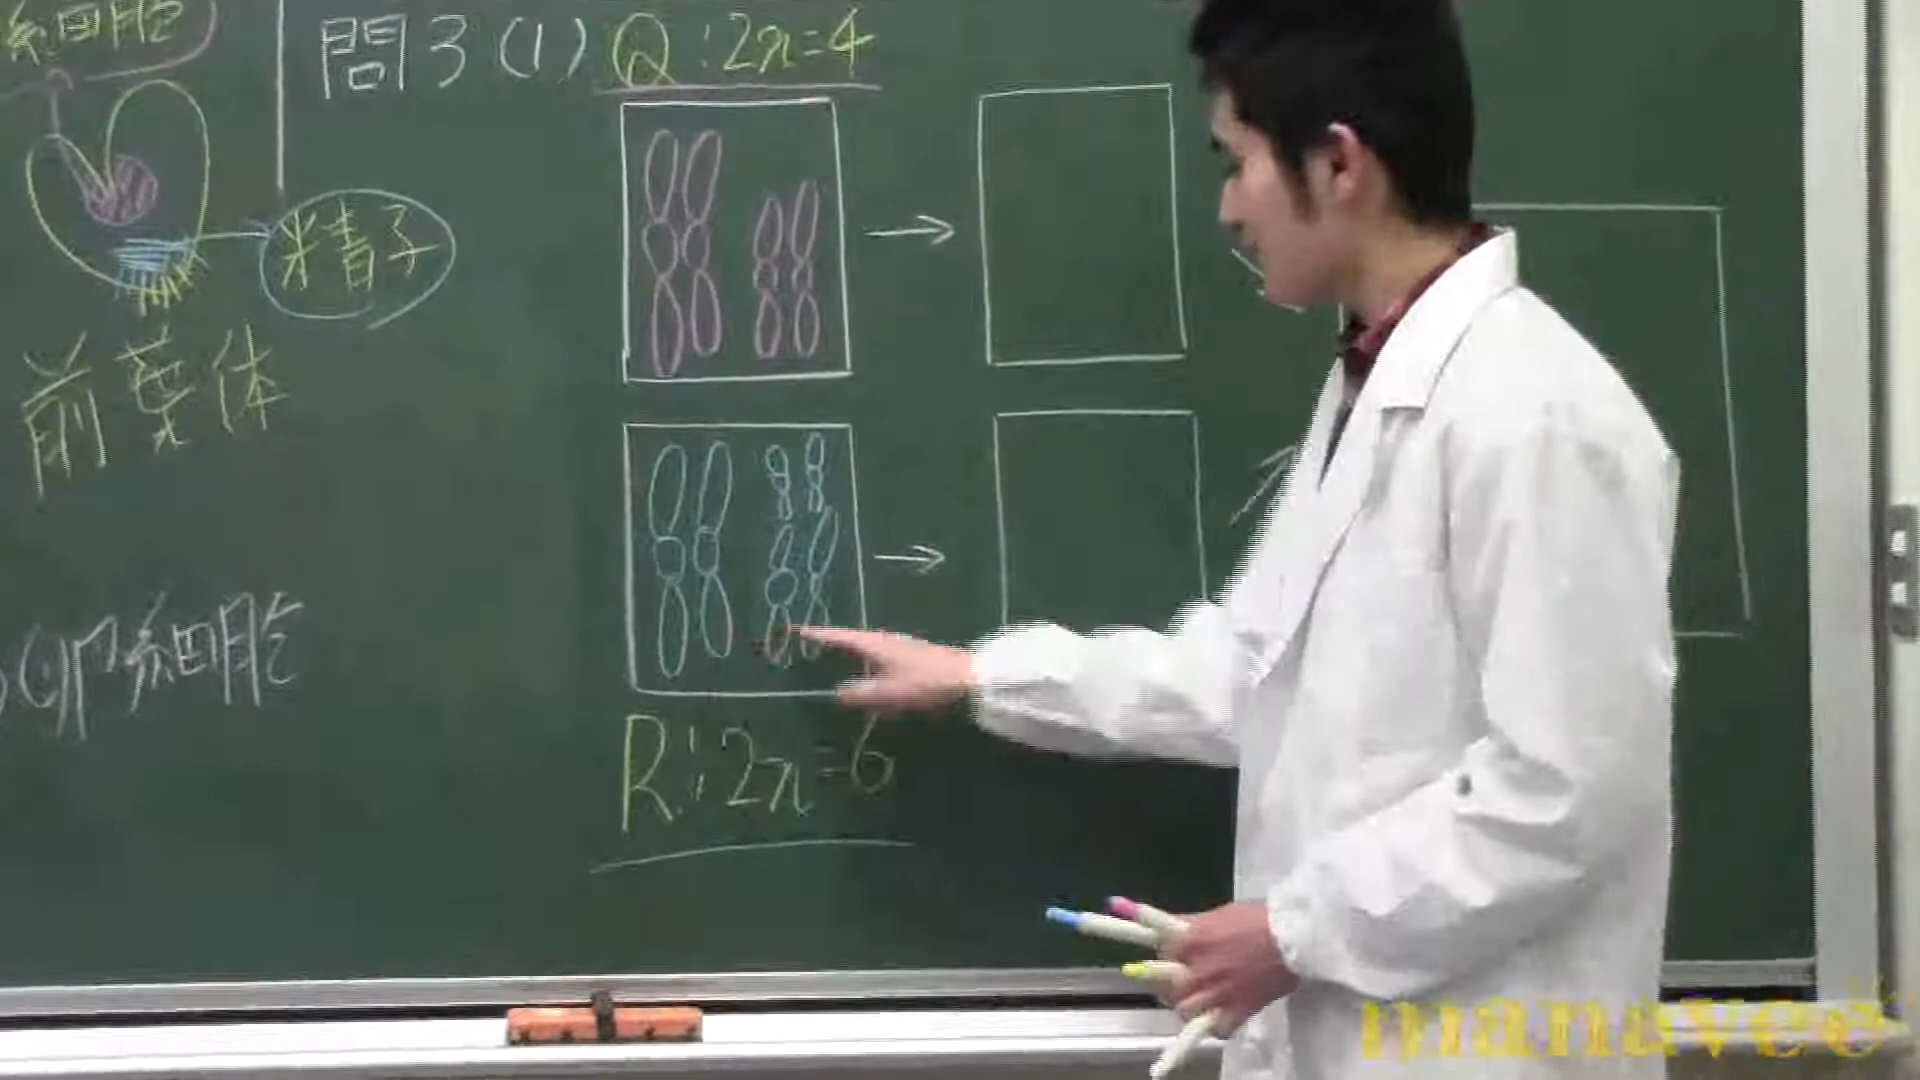 細胞
問3(1) Q:2n=4
精子
前葉体
卵細胞
R:2n=6
manavee